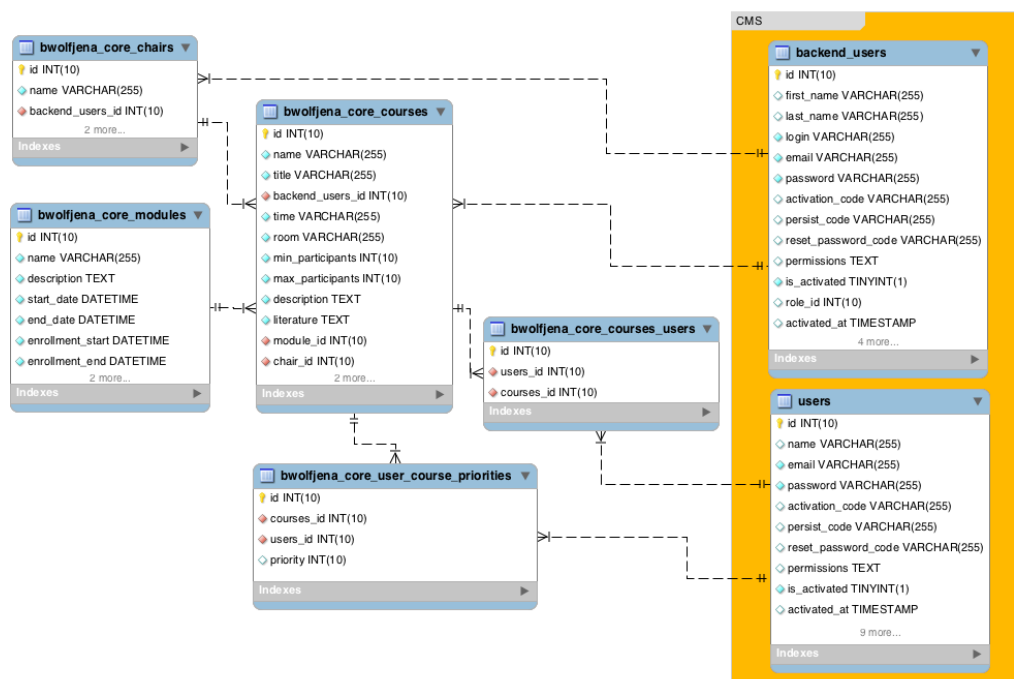 CMS
bwolfjena_core_chairs
id INT(10)
name VARCHAR(255)
backend_users_id INT(10)
2 more...
Indexes
bwolfjena_core_modules
id INT(10)
name VARCHAR(255)
description TEXT
start_date DATETIME
end_date DATETIME
enrollment_start DATETIME
enrollment_end DATETIME
2 more...
Indexes
bwolfjena_core_courses
id INT(10)
name VARCHAR(255)
title VARCHAR(255)
backend_users_id INT(10)
time VARCHAR(255)
room VARCHAR(255)
min_participants INT(10)
max_participants INT(10)
description TEXT
literature TEXT
module_id INT(10)
chair_id INT(10)
2 more...
Indexes
bwolfjena_core_courses_users
id INT(10)
users_id INT(10)
courses_id INT(10)
Indexes
bwolfjena_core_user_course_priorities
id INT(10)
courses_id INT(10)
users_id INT(10)
priority INT(10)
Indexes
backend_users
id INT(10)
first_name VARCHAR(255)
last_name VARCHAR(255)
login VARCHAR(255)
email VARCHAR(255)
password VARCHAR(255)
activation_code VARCHAR(255)
persist_code VARCHAR(255)
reset_password_code VARCHAR(255)
permissions TEXT
is_activated TINYINT(1)
role_id INT(10)
activated_at TIMESTAMP
4 more...
Indexes
users
id INT(10)
name VARCHAR(255)
email VARCHAR(255)
password VARCHAR(255)
activation_code VARCHAR(255)
persist_code VARCHAR(255)
reset_password_code VARCHAR(255)
permissions TEXT
is_activated TINYINT(1)
activated_at TIMESTAMP
9 more...
Indexes